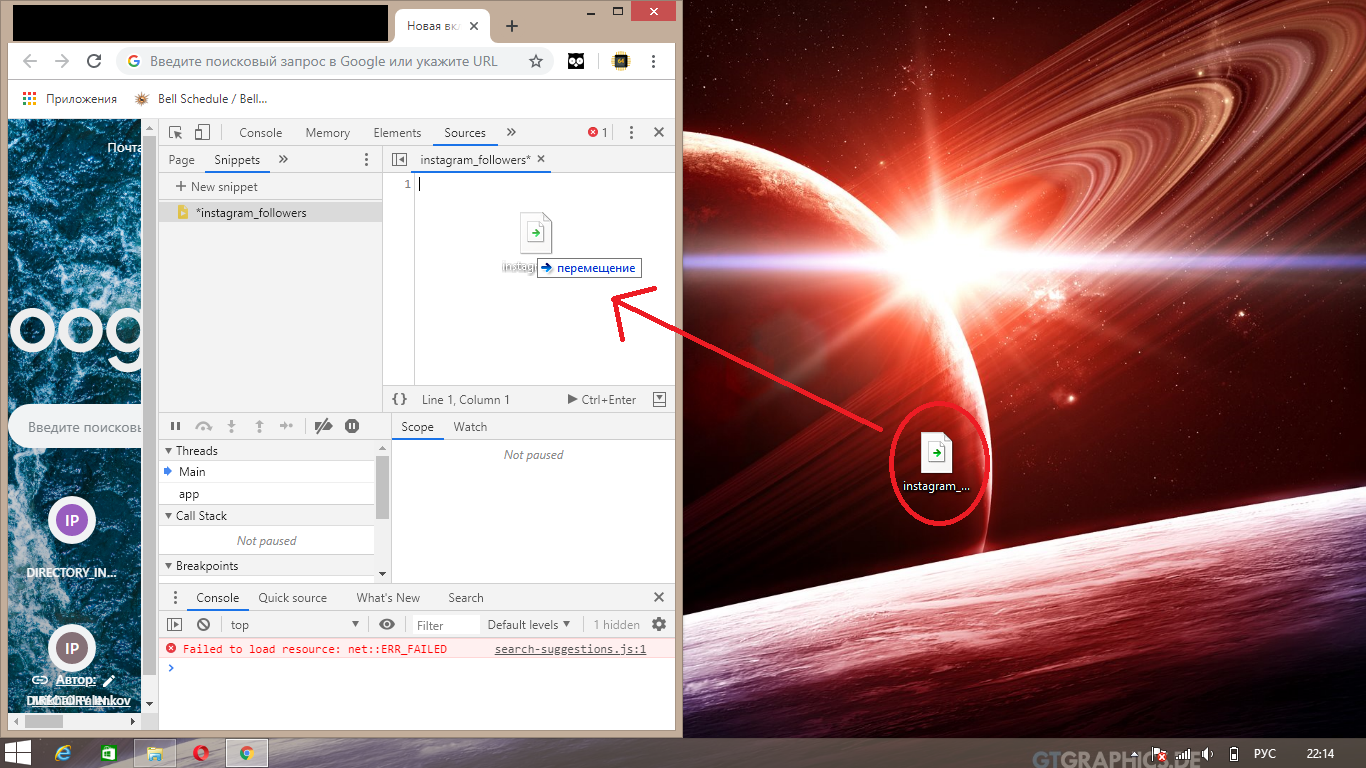 Новая вкл
Введите поисковый запрос в Google или укажите URL
64
Приложения
Bell Schedule / Bell...
Почта
Console
Memory
Elements
Sources
1
Page
Snippets
instagram_followers*
New snippet
*instagram_followers
1
instag
перемещение
oog
Введите поисковы
{} Line 1, Column 1
Ctrl+Enter
Scope
Watch
Not paused
Threads
Main
app
Call Stack
Not paused
Breakpoints
IP
DIRECTORY_IN...
IP
Автор:
instagram_...
Console
Quick source
What's New
Search
top
Filter
Default levels
1 hidden
Failed to load resource: net::ERR_FAILED
search-suggestions.js:1
GTGRAPHICS.DE
РУС
22:14